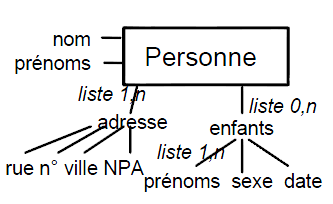 nom
prénoms
Personne
liste 1,n
liste 0,n
adresse
enfants
liste 1,n
rue n° ville NPA
prénoms sexe date